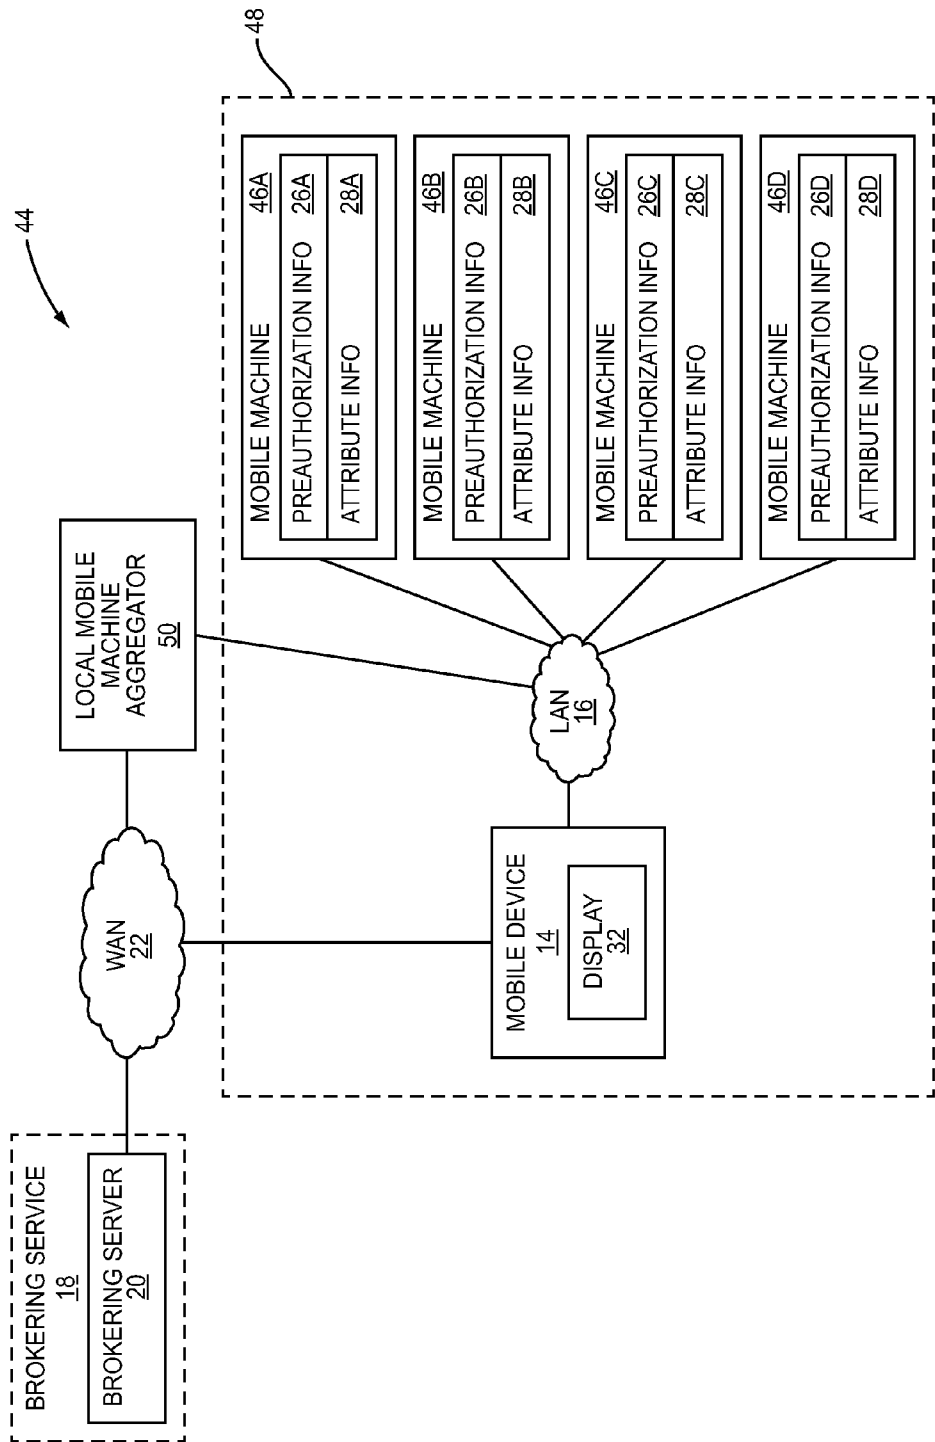 44
48
BROKERING SERVICE
18
BROKERING SERVER
20
WAN
22
LOCAL MOBILE
MACHINE
AGGREGATOR
50
MOBILE DEVICE
14
DISPLAY
32
LAN
16
MOBILE MACHINE 46A
PREAUTHORIZATION INFO 26A
ATTRIBUTE INFO 28A
MOBILE MACHINE 46B
PREAUTHORIZATION INFO 26B
ATTRIBUTE INFO 28B
MOBILE MACHINE 46C
PREAUTHORIZATION INFO 26C
ATTRIBUTE INFO 28C
MOBILE MACHINE 46D
PREAUTHORIZATION INFO 26D
ATTRIBUTE INFO 28D